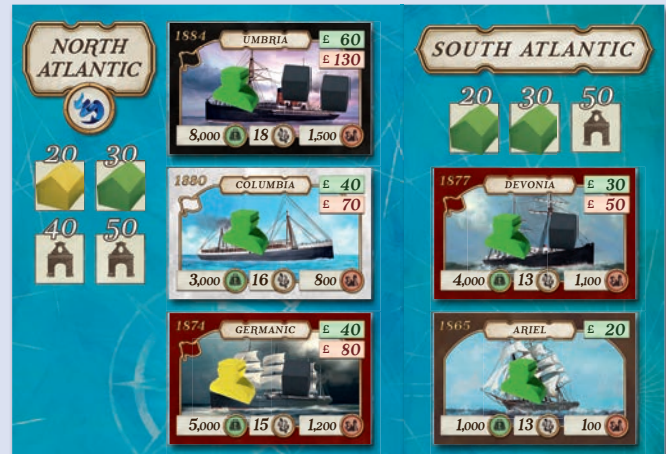 NORTH
ATLANTIC
20 30
40 50
1884 UMBRIA £ 60
£ 130
8,000 18 1,500
1880 COLUMBIA £ 40
£ 70
3,000 16 800
1874 GERMANIC £ 40
£ 80
5,000 15 1,200
SOUTH ATLANTIC
20 30 50
1877 DEVONIA £ 30
£ 50
4,000 13 1,100
1865 ARIEL £ 20
1,000 13 100